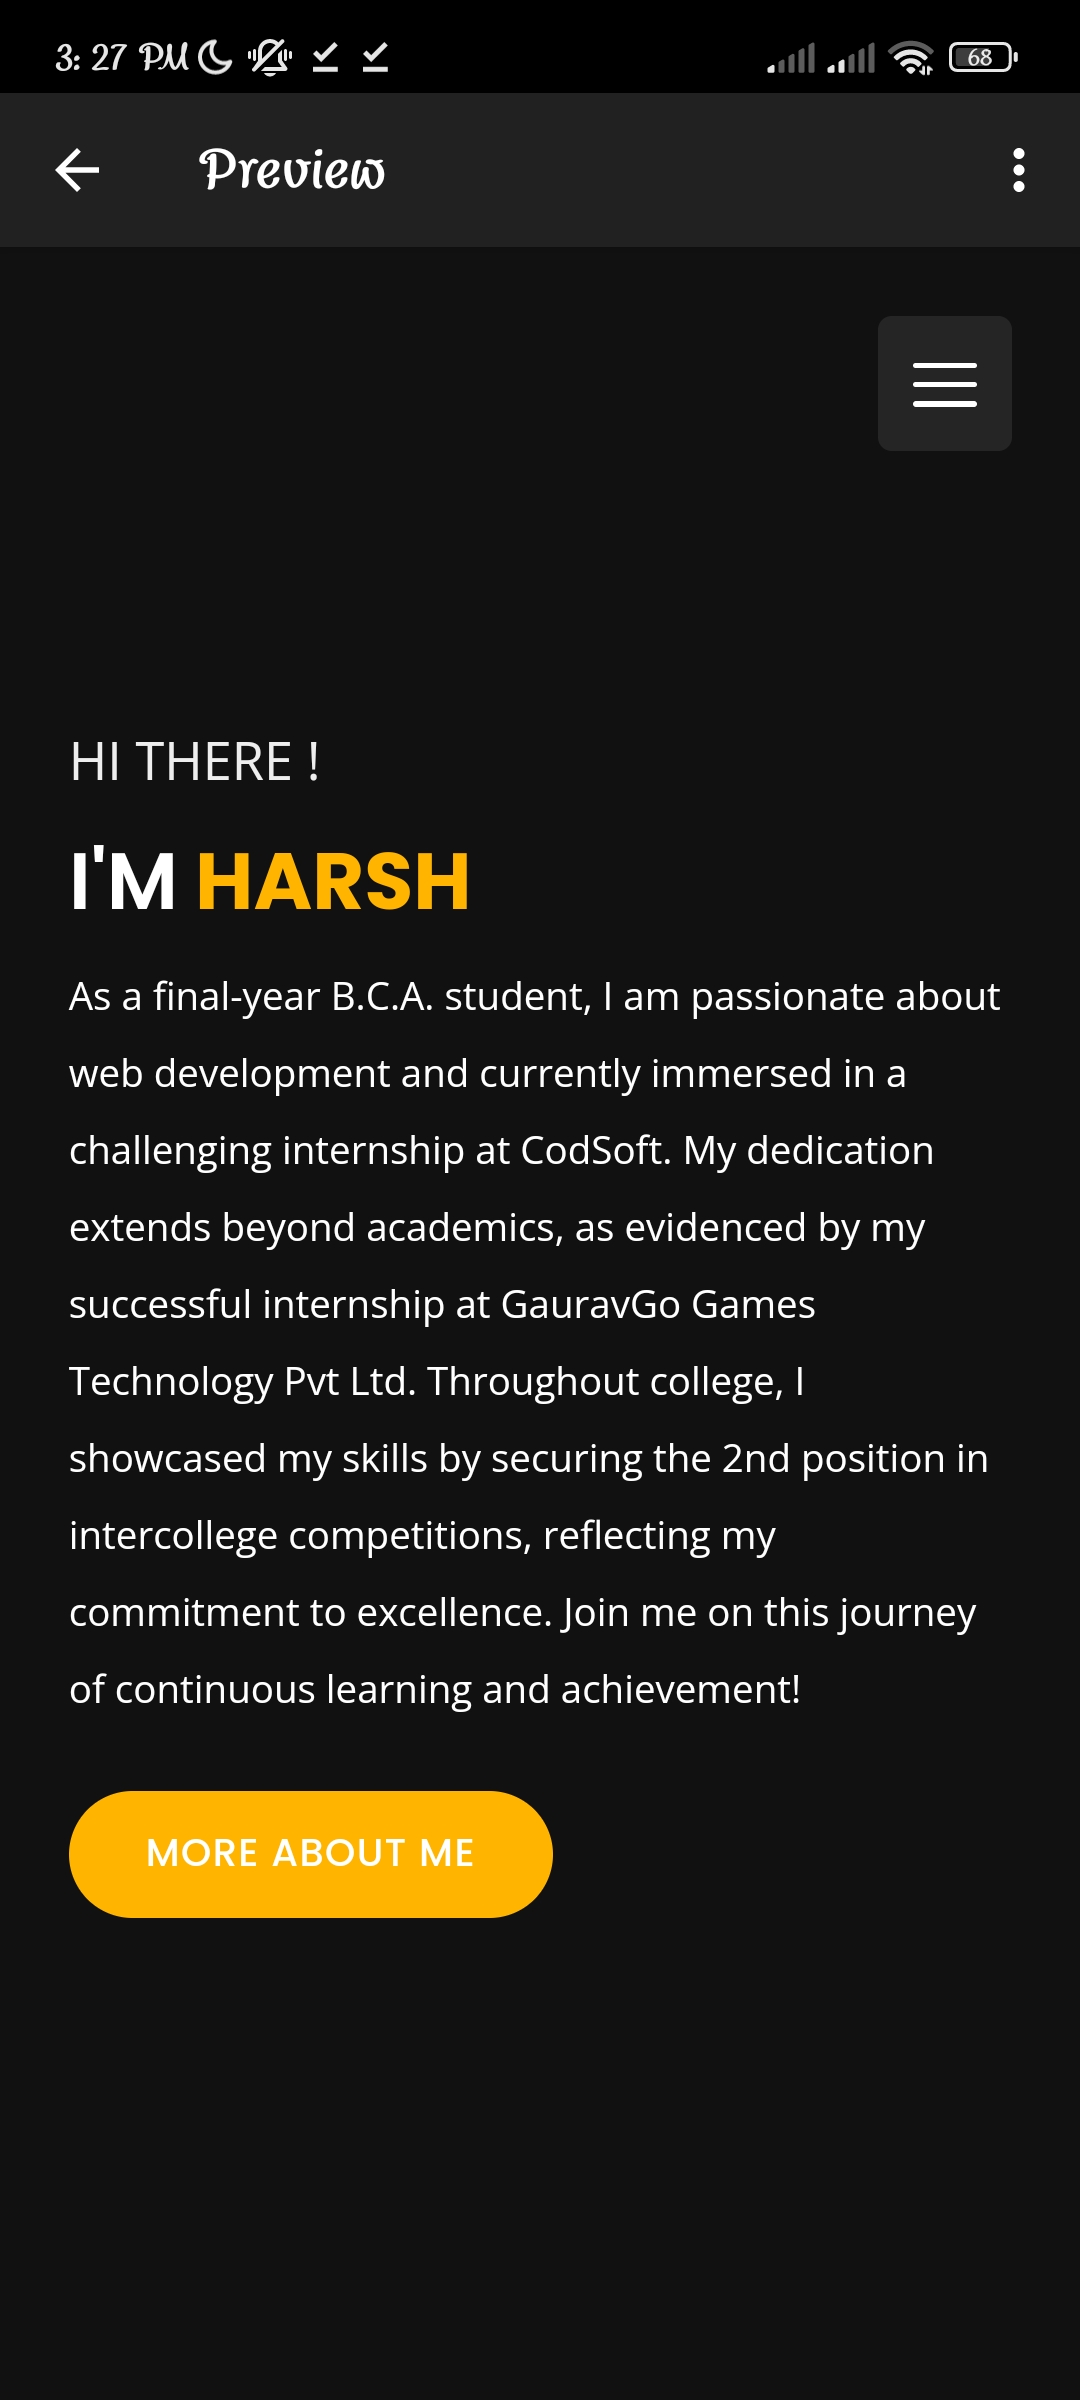 3: 27 PM
68
Preview
HI THERE !
I'M HARSH
As a final-year B.C.A. student, I am passionate about
web development and currently immersed in a
challenging internship at CodSoft. My dedication
extends beyond academics, as evidenced by my
successful internship at GauravGo Games
Technology Pvt Ltd. Throughout college, I
showcased my skills by securing the 2nd position in
intercollege competitions, reflecting my
commitment to excellence. Join me on this journey
of continuous learning and achievement!
MORE ABOUT ME